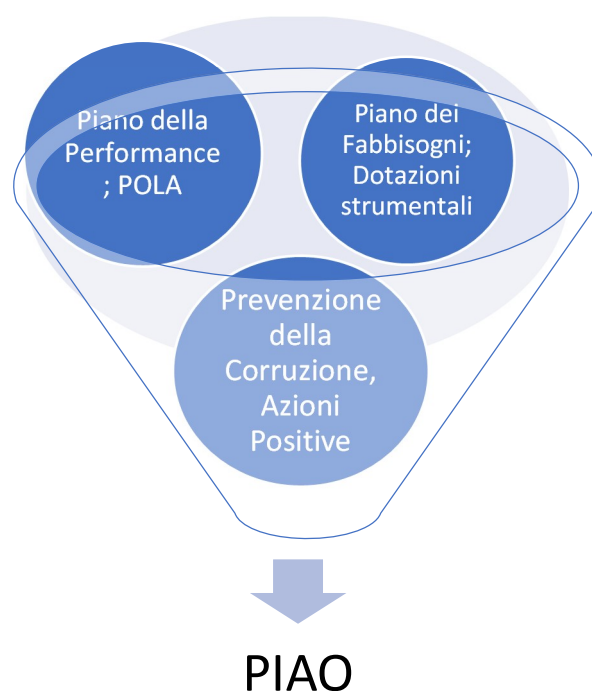 Piano della
Performance
; POLA
Piano dei
Fabbisogni;
Dotazioni
strumentali
Prevenzione
della
Corruzione,
Azioni
Positive
PIAO